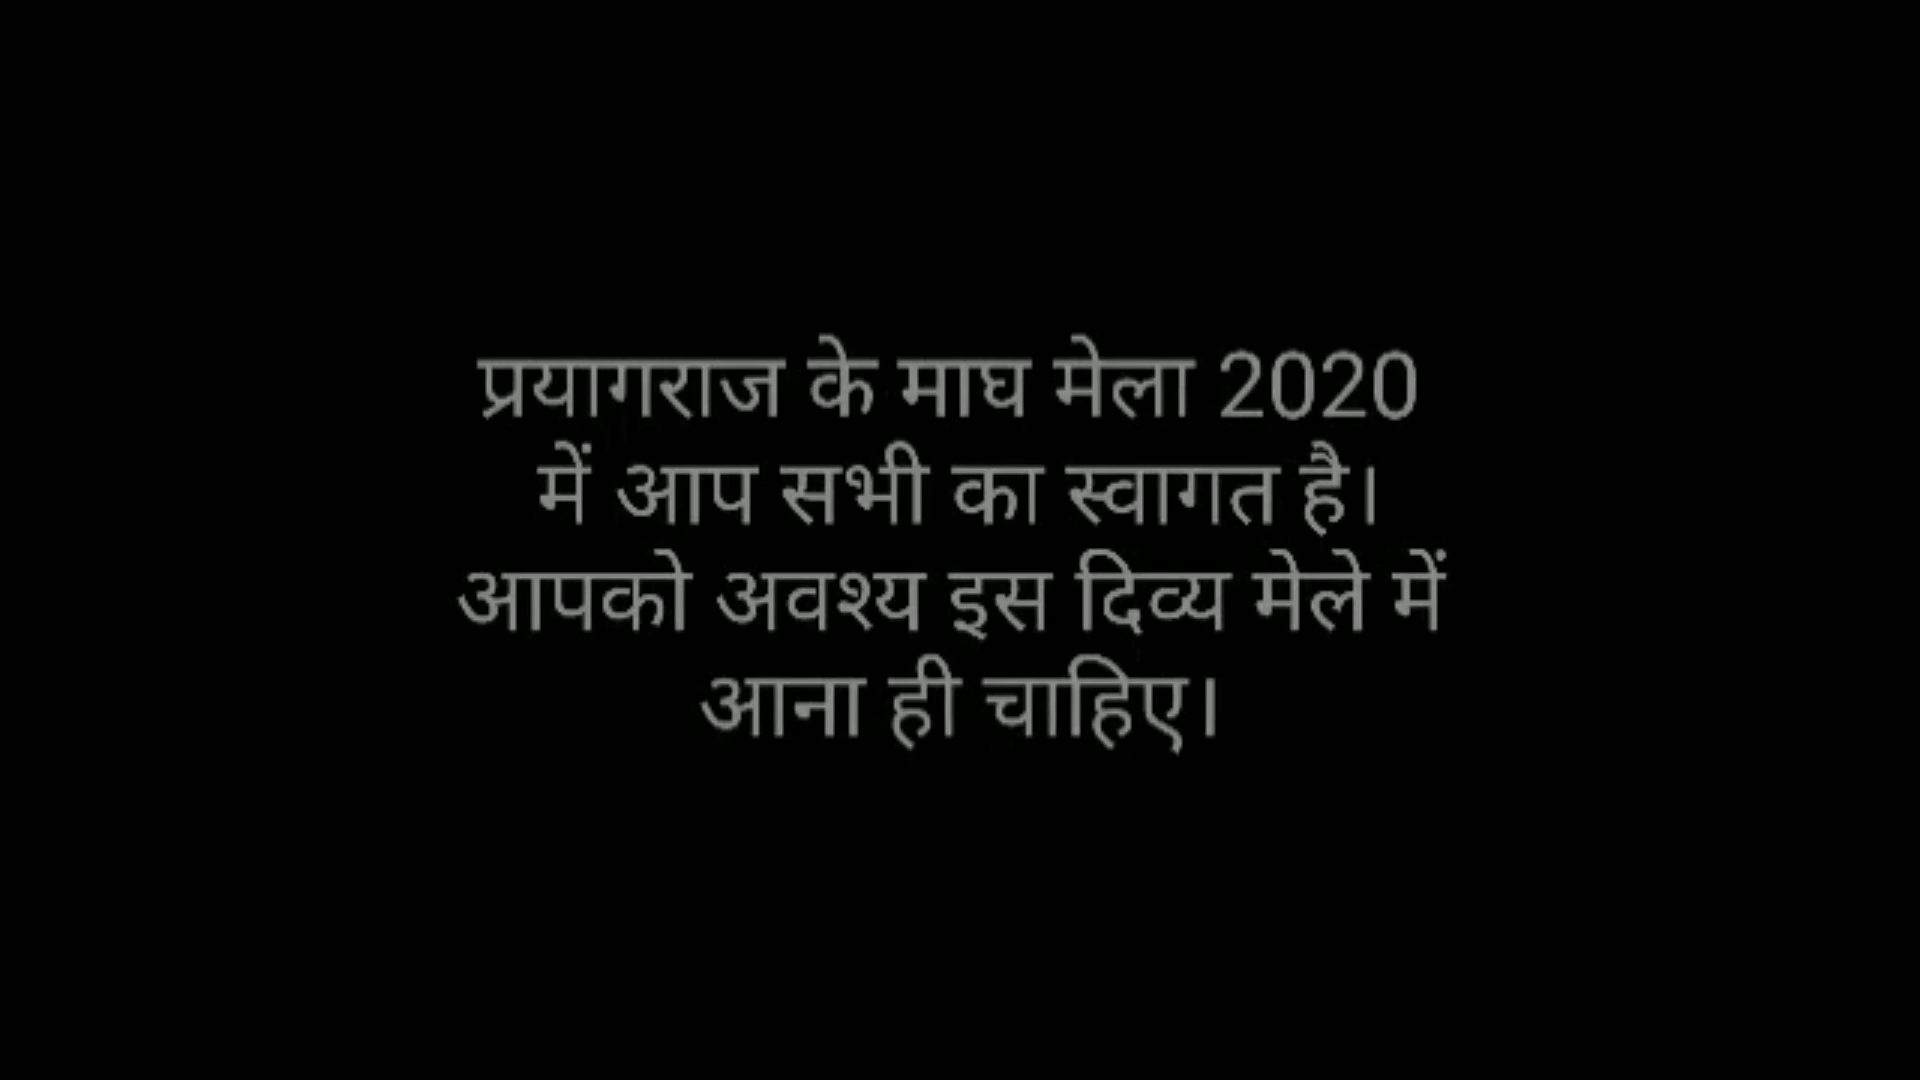 प्रयागराज के माघ मेला 2020
में आप सभी का स्वागत है।
आपको अवश्य इस दिव्य मेले में
आना ही चाहिए।